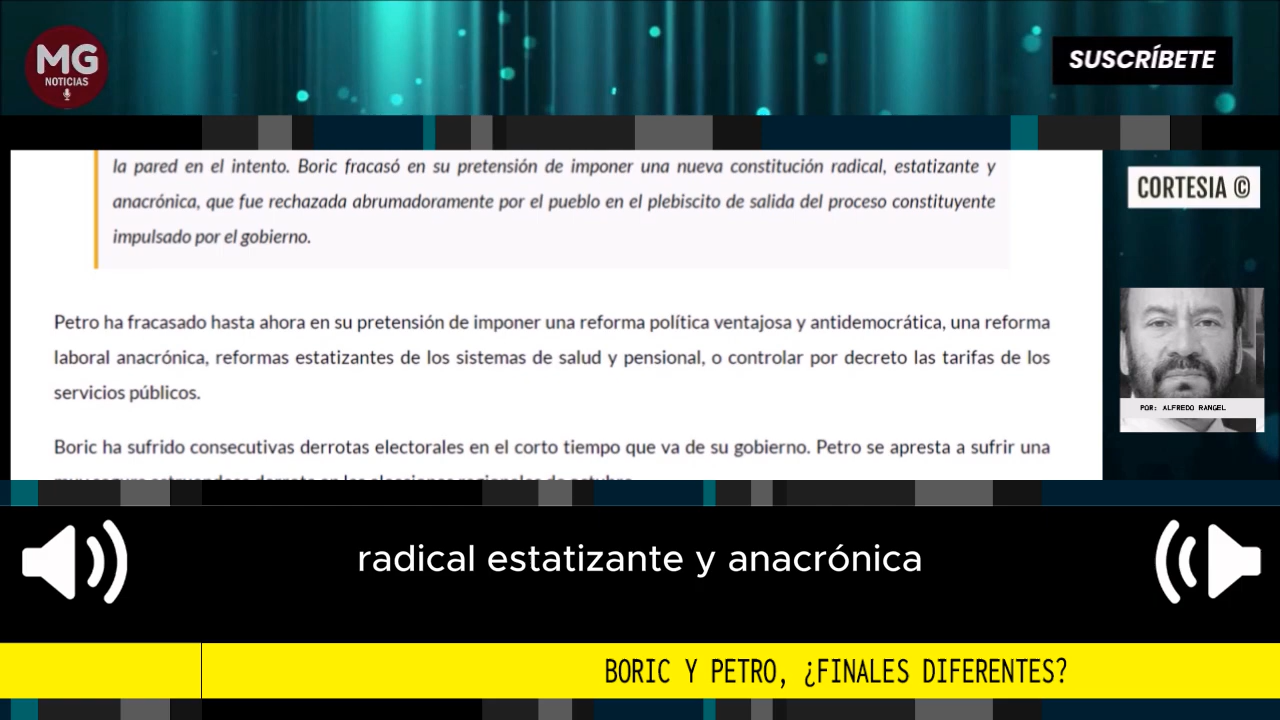 MG
NOTICIAS
SUSCRÍBETE
la pared en el intento. Boric fracasó en su pretensión de imponer una nueva constitución radical, estatizante y
anacrónica, que fue rechazada abrumadoramente por el pueblo en el plebiscito de salida del proceso constituyente
impulsado por el gobierno.
Petro ha fracasado hasta ahora en su pretensión de imponer una reforma política ventajosa y antidemocrática, una reforma
laboral anacrónica, reformas estatizantes de los sistemas de salud y pensional, o controlar por decreto las tarifas de los
servicios públicos.
Boric ha sufrido consecutivas derrotas electorales en el corto tiempo que va de su gobierno. Petro se apresta a sufrir una
CORTESIA ©
POR: ALFREDO RANGEL
radical estatizante y anacrónica
BORIC Y PETRO, ¿FINALES DIFERENTES?